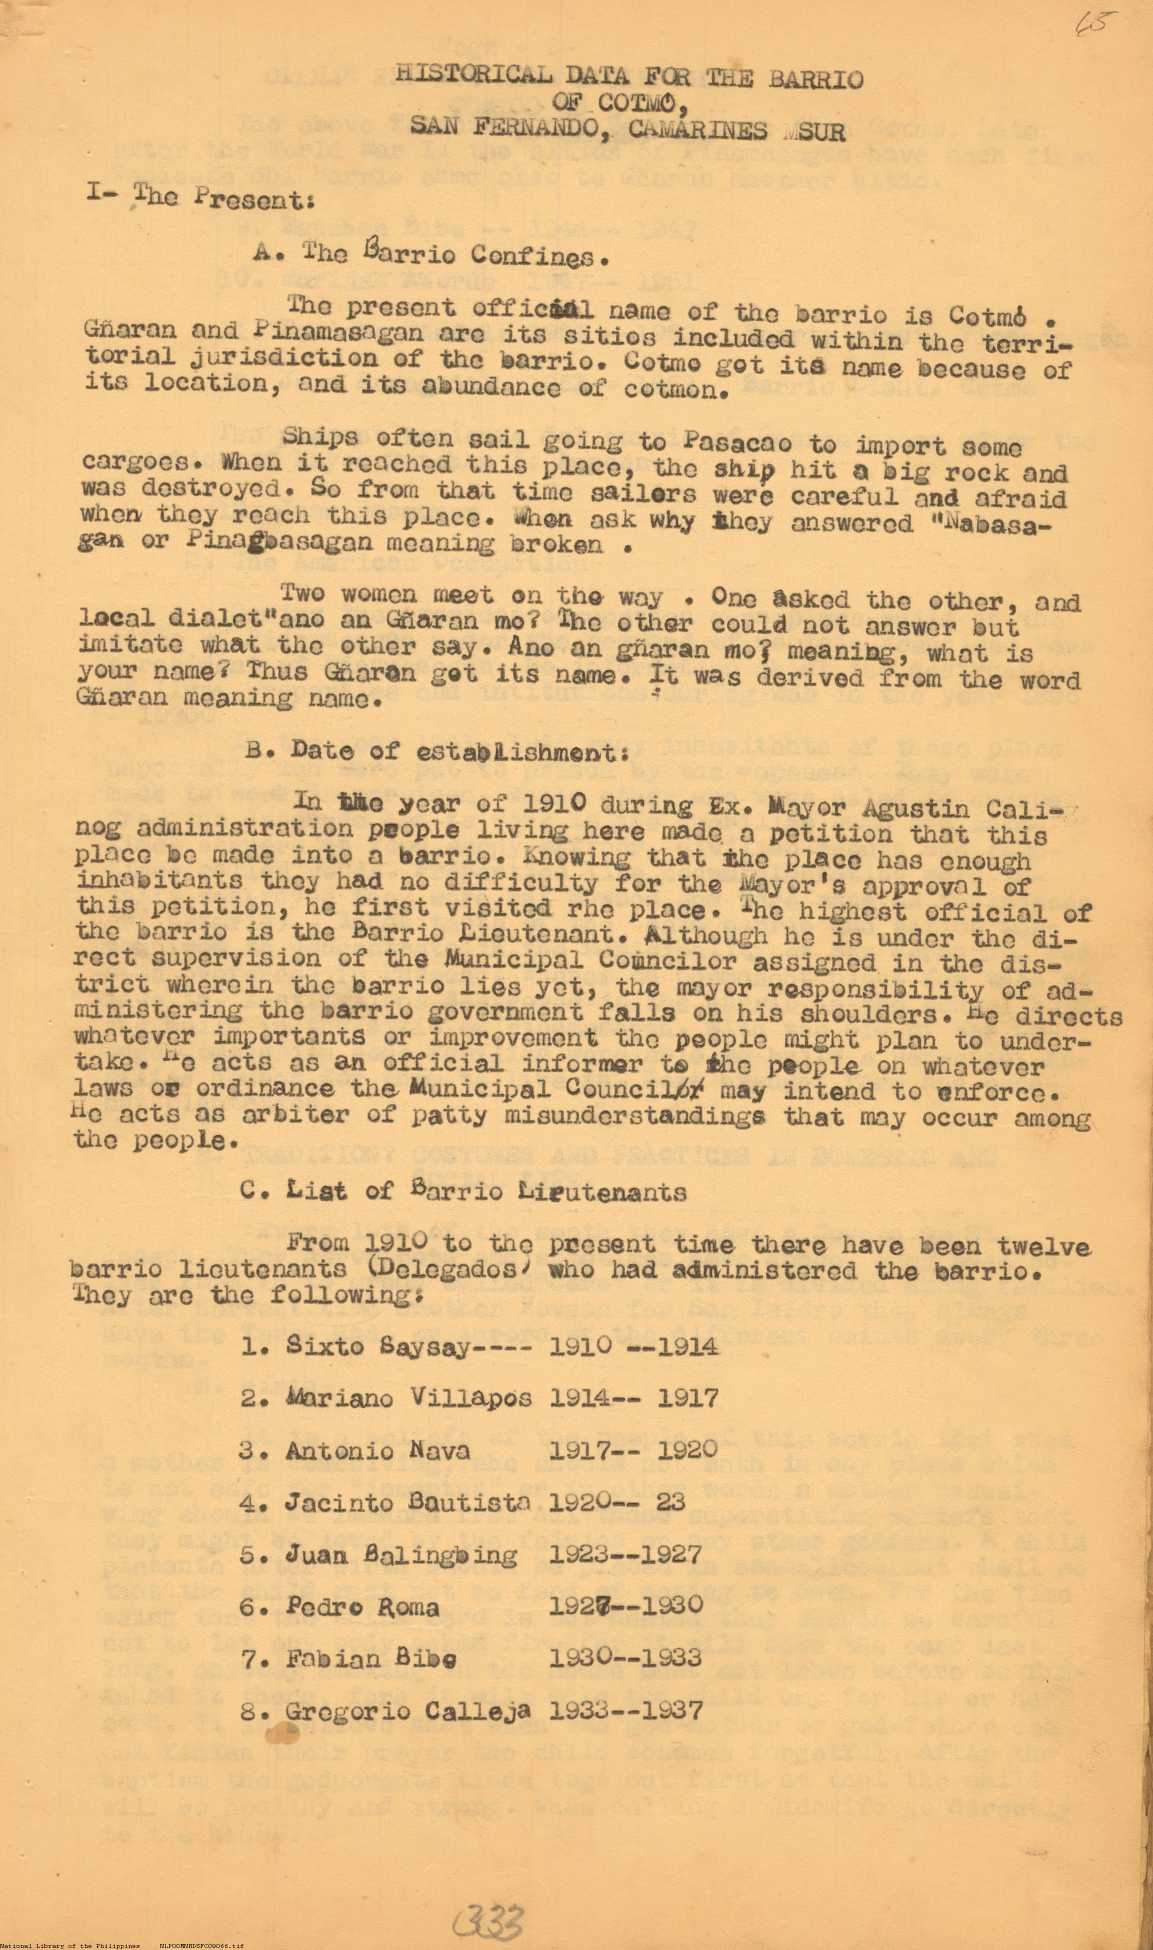 65
HISTORICAL DATA FOR THE BARRIO
OF COTMO,
SAN FERNANDO, CAMARINES SUR
I- The Present:
A. The Barrio Confines.
The present official name of the barrio is Cotmó .
Gñaran and Pinamasagan are its sitios included within the terri-
torial jurisdiction of the barrio. Cotmo got its name because of
its location, and its abundance of cotmon.
Ships often sail going to Pasacao to import some
cargoes. When it reached this place, the ship hit a big rock and
was destroyed. So from that time sailors were careful and afraid
when they reach this place. When ask why they answered "Nabasa-
gan or Pinagbasagan meaning broken .
Two women meet on the way . One asked the other, and
local dialet"ano an Gñaran mo? The other could not answer but
imitate what the other say. Ano an gñaran mo? meaning, what is
your name? Thus Gñaran got its name. It was derived from the word
Gñaran meaning name.
B. Date of establishment:
In the year of 1910 during Ex. Mayor Agustin Cali-
nog administration people living here made a petition that this
place be made into a barrio. Knowing that the place has enough
inhabitants they had no difficulty for the Mayor's approval of
this petition, he first visited rhe place. The highest official of
the barrio is the Barrio Lieutenant. Although he is under the di-
rect supervision of the Municipal Councilor assigned in the dis-
trict wherein the barrio lies yet, the mayor responsibility of ad-
ministering the barrio government falls on his shoulders. He directs
whatever importants or improvement the people might plan to under-
take. He acts as an official informer to the people on whatever
laws or ordinance the Municipal Council may intend to enforce.
He acts as arbiter of patty misunderstandings that may occur among
the people.
C. List of Barrio Lieutenants
From 1910 to the present time there have been twelve
barrio lieutenants (Delegados) who had administered the barrio.
They are the following:
1. Sixto Saysay---- 1910 --1914
2. Mariano Villapos 1914-- 1917
3. Antonio Nava 1917-- 1920
4. Jacinto Bautista 1920-- 23
5. Juan Balingbing 1923--1927
6. Pedro Roma 1927--1930
7. Fabian Bibe 1930--1933
8. Gregorio Calleja 1933--1937
333
National Library of the Philippines